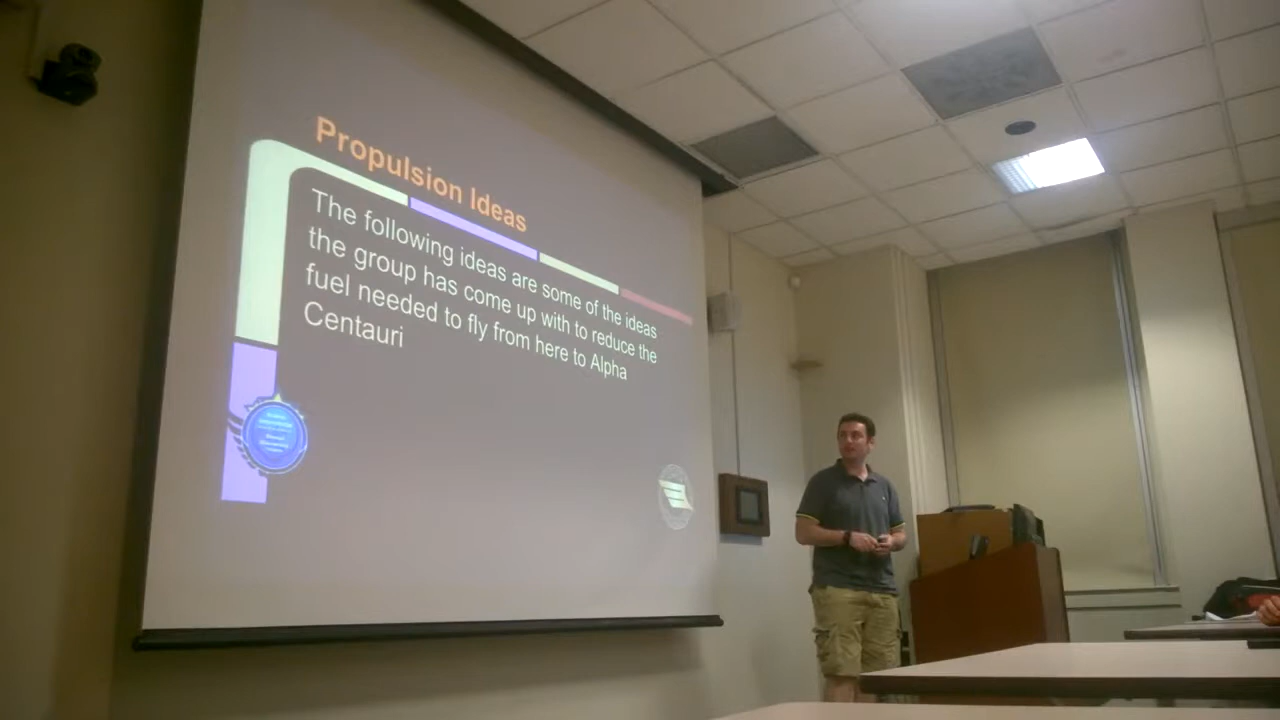 Propulsion Ideas
The following ideas are some of the ideas
the group has come up with to reduce the
fuel needed to fly from here to Alpha
Centauri